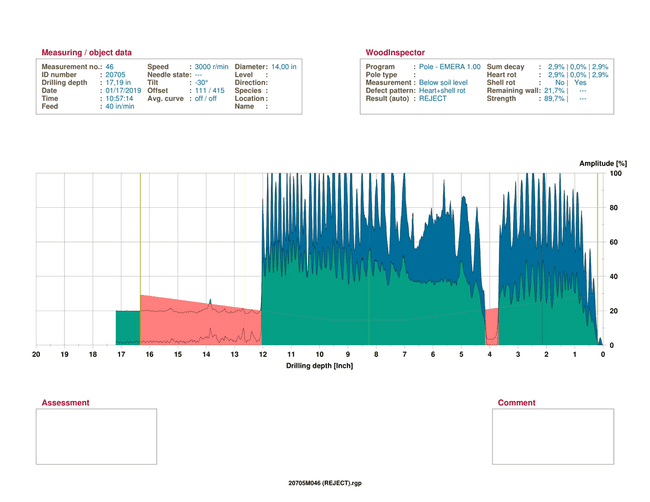 Measuring / object data
WoodInspector
Measurement no.: 46 Speed : 3000 r/min Diameter: 14,00 in
ID number : 20705 Needle state: --- Level :
Drilling depth : 17,19 in Tilt : -30° Direction:
Date : 01/17/2019 Offset : 111 / 415 Species :
Time : 10:57:14 Avg. curve : off / off Location:
Feed : 40 in/min Name :
Program : Pole - EMERA 1.00 Sum decay : 2,9% | 0,0% | 2,9%
Pole type : Heart rot : 2,9% | 0,0% | 2,9%
Measurement : Below soil level Shell rot : No | Yes
Defect pattern: Heart+shell rot Remaining wall: 21,7% | ---
Result (auto) : REJECT Strength : 89,7% | ---
Amplitude [%]
100
80
60
40
20
0
20 19 18 17 16 15 14 13 12 11 10 9 8 7 6 5 4 3 2 1 0
Drilling depth [Inch]
Assessment
Comment
20705M046 (REJECT).rgp